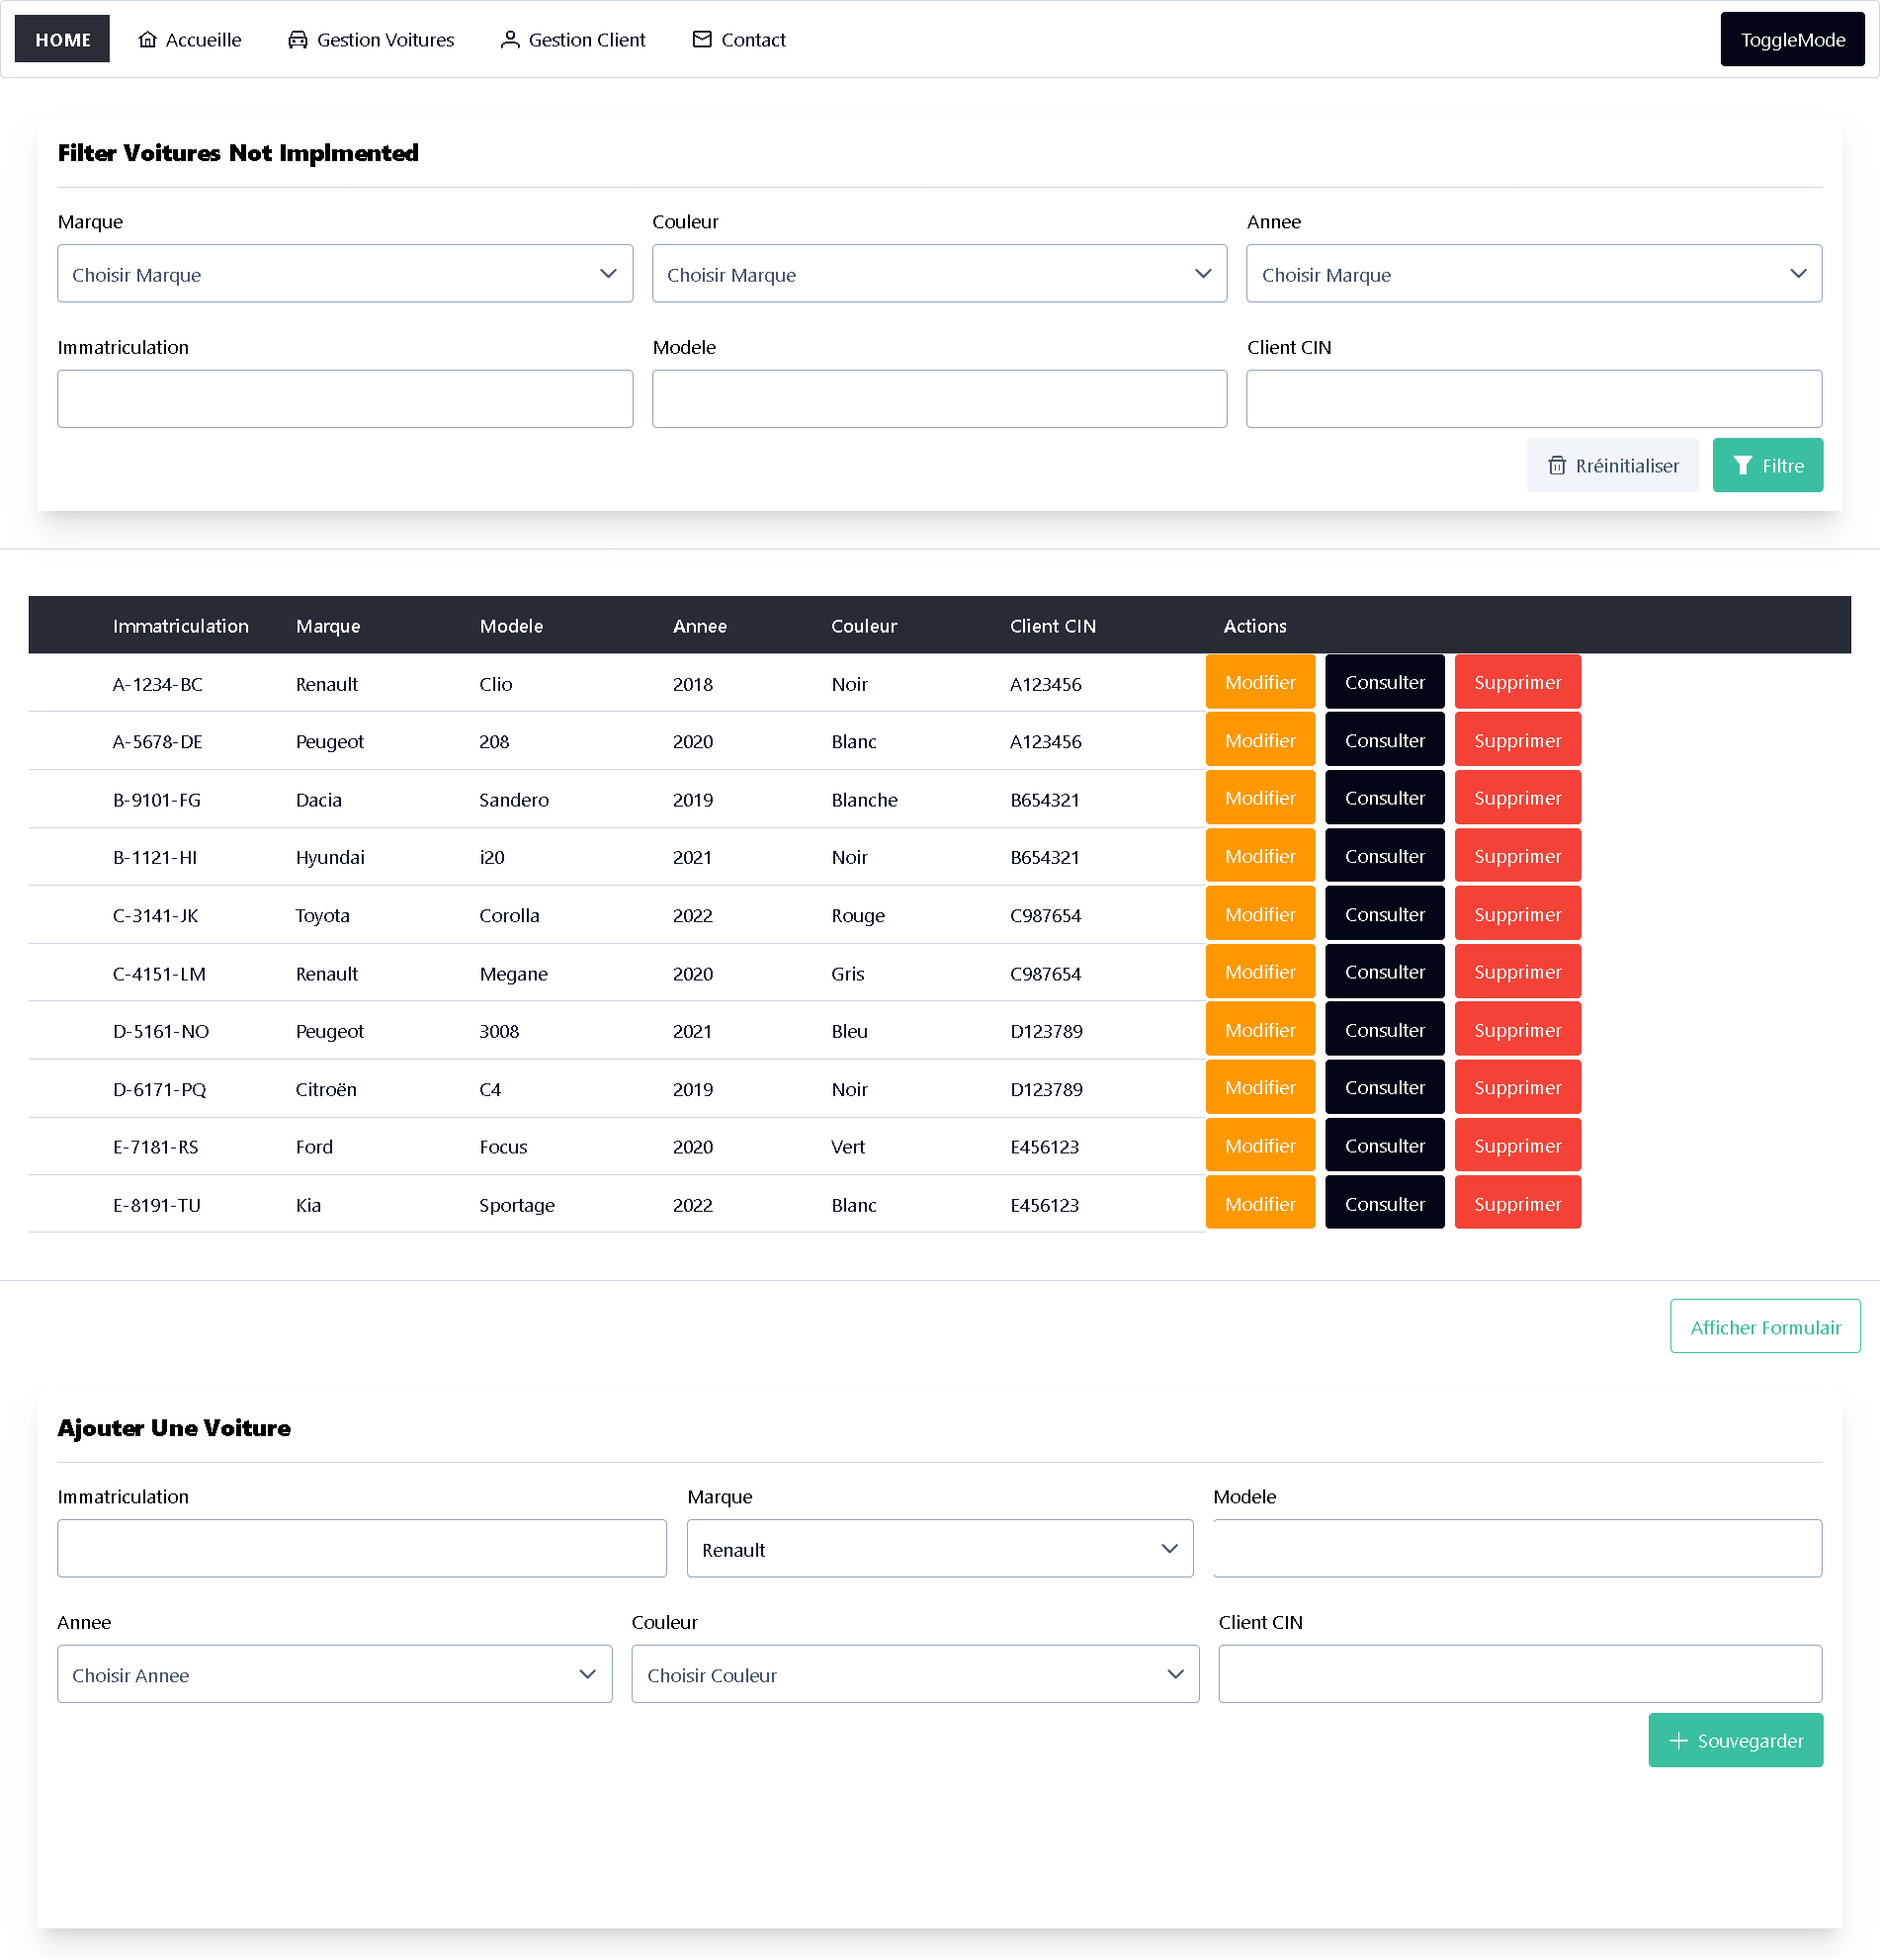 HOME Accueille Gestion Voitures Gestion Client Contact ToggleMode
Filter Voitures Not Implmented
Marque Couleur Annee
Choisir Marque Choisir Marque Choisir Marque
Immatriculation Modele Client CIN
Rréinitialiser Filtre
Immatriculation Marque Modele Annee Couleur Client CIN Actions
A-1234-BC Renault Clio 2018 Noir A123456 Modifier Consulter Supprimer
A-5678-DE Peugeot 208 2020 Blanc A123456 Modifier Consulter Supprimer
B-9101-FG Dacia Sandero 2019 Blanche B654321 Modifier Consulter Supprimer
B-1121-HI Hyundai i20 2021 Noir B654321 Modifier Consulter Supprimer
C-3141-JK Toyota Corolla 2022 Rouge C987654 Modifier Consulter Supprimer
C-4151-LM Renault Megane 2020 Gris C987654 Modifier Consulter Supprimer
D-5161-NO Peugeot 3008 2021 Bleu D123789 Modifier Consulter Supprimer
D-6171-PQ Citroën C4 2019 Noir D123789 Modifier Consulter Supprimer
E-7181-RS Ford Focus 2020 Vert E456123 Modifier Consulter Supprimer
E-8191-TU Kia Sportage 2022 Blanc E456123 Modifier Consulter Supprimer
Afficher Formulair
Ajouter Une Voiture
Immatriculation Marque Modele
Renault
Annee Couleur Client CIN
Choisir Annee Choisir Couleur
Souvegarder